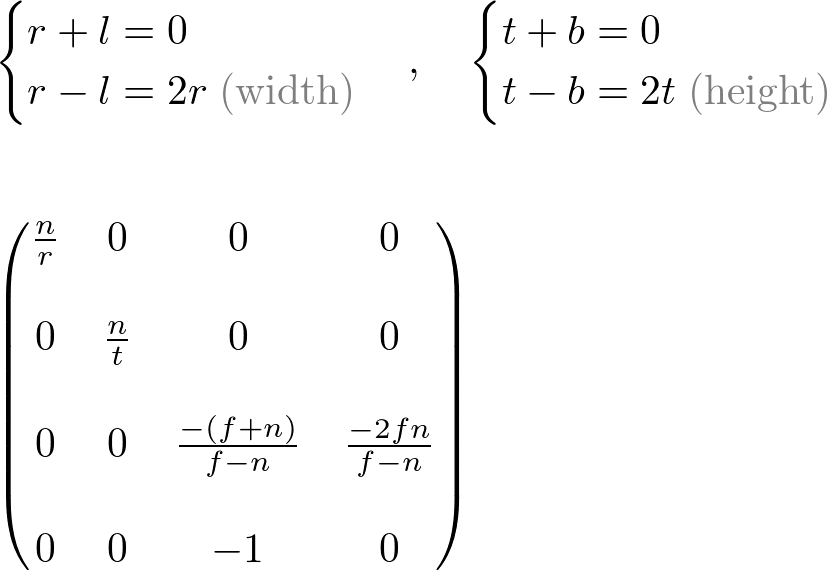 r + l = 0 , t + b = 0
r − l = 2r (width) t − b = 2t (height)
n/r 0 0 0
0 n/t 0 0
0 0 −(f+n)/f−n −2fn/f−n
0 0 −1 0